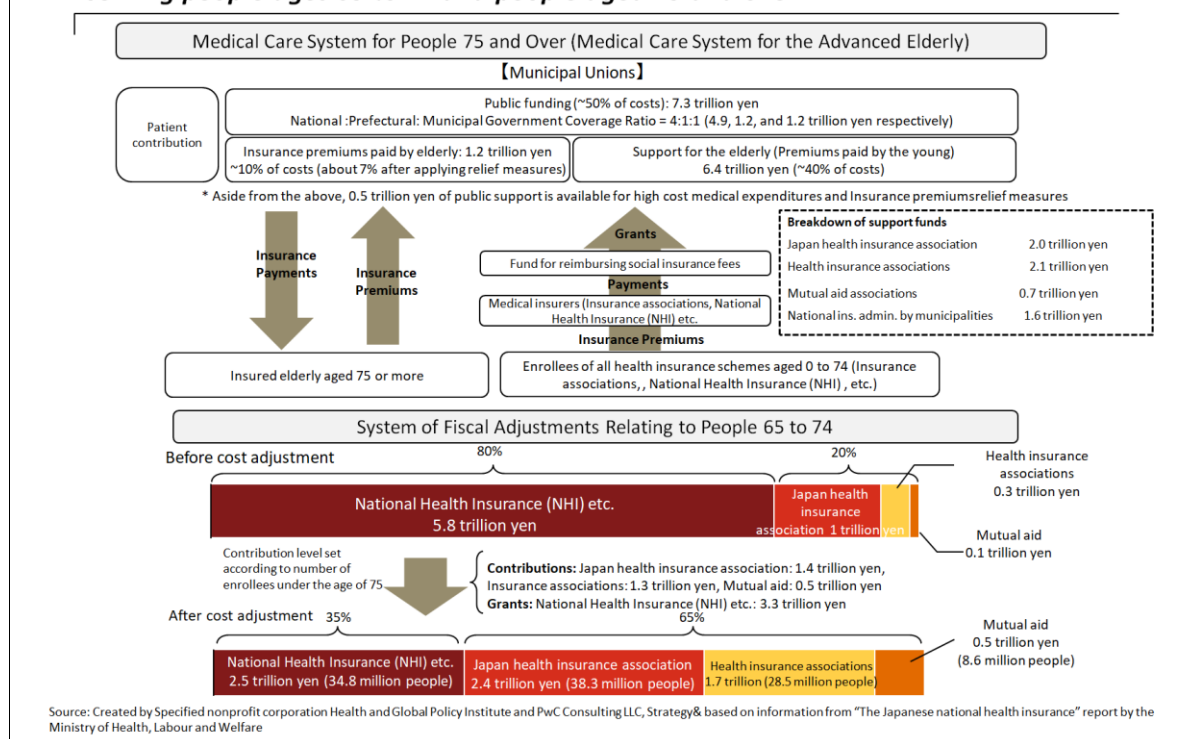 Medical Care System for People 75 and Over (Medical Care System for the Advanced Elderly)
【Municipal Unions】
Patient
contribution
Public funding (~50% of costs): 7.3 trillion yen
National :Prefectural: Municipal Government Coverage Ratio = 4:1:1 (4.9, 1.2, and 1.2 trillion yen respectively)
Insurance premiums paid by elderly: 1.2 trillion yen
~10% of costs (about 7% after applying relief measures)
Support for the elderly (Premiums paid by the young)
6.4 trillion yen (~40% of costs)
* Aside from the above, 0.5 trillion yen of public support is available for high cost medical expenditures and Insurance premiumsrelief measures
Insurance
Payments
Insurance
Premiums
Grants
Fund for reimbursing social insurance fees
Payments
Medical insurers (Insurance associations, National
Health Insurance (NHI) etc.
Insurance Premiums
Breakdown of support funds
Japan health insurance association 2.0 trillion yen
Health insurance associations 2.1 trillion yen
Mutual aid associations 0.7 trillion yen
National ins. admin. by municipalities 1.6 trillion yen
Insured elderly aged 75 or more
Enrollees of all health insurance schemes aged 0 to 74 (Insurance
associations, , National Health Insurance (NHI) , etc.)
System of Fiscal Adjustments Relating to People 65 to 74
Before cost adjustment
80%
20%
Health insurance
associations
0.3 trillion yen
National Health Insurance (NHI) etc.
5.8 trillion yen
Japan health
insurance
association 1 trillion yen
Mutual aid
0.1 trillion yen
Contribution level set
according to number of
enrollees under the age of 75
Contributions: Japan health insurance association: 1.4 trillion yen,
Insurance associations: 1.3 trillion yen, Mutual aid: 0.5 trillion yen
Grants: National Health Insurance (NHI) etc.: 3.3 trillion yen
After cost adjustment
35%
65%
Mutual aid
0.5 trillion yen
(8.6 million people)
National Health Insurance (NHI) etc.
2.5 trillion yen (34.8 million people)
Japan health insurance association
2.4 trillion yen (38.3 million people)
Health insurance associations
1.7 trillion (28.5 million people)
Source: Created by Specified nonprofit corporation Health and Global Policy Institute and PwC Consulting LLC, Strategy& based on information from “The Japanese national health insurance” report by the
Ministry of Health, Labour and Welfare